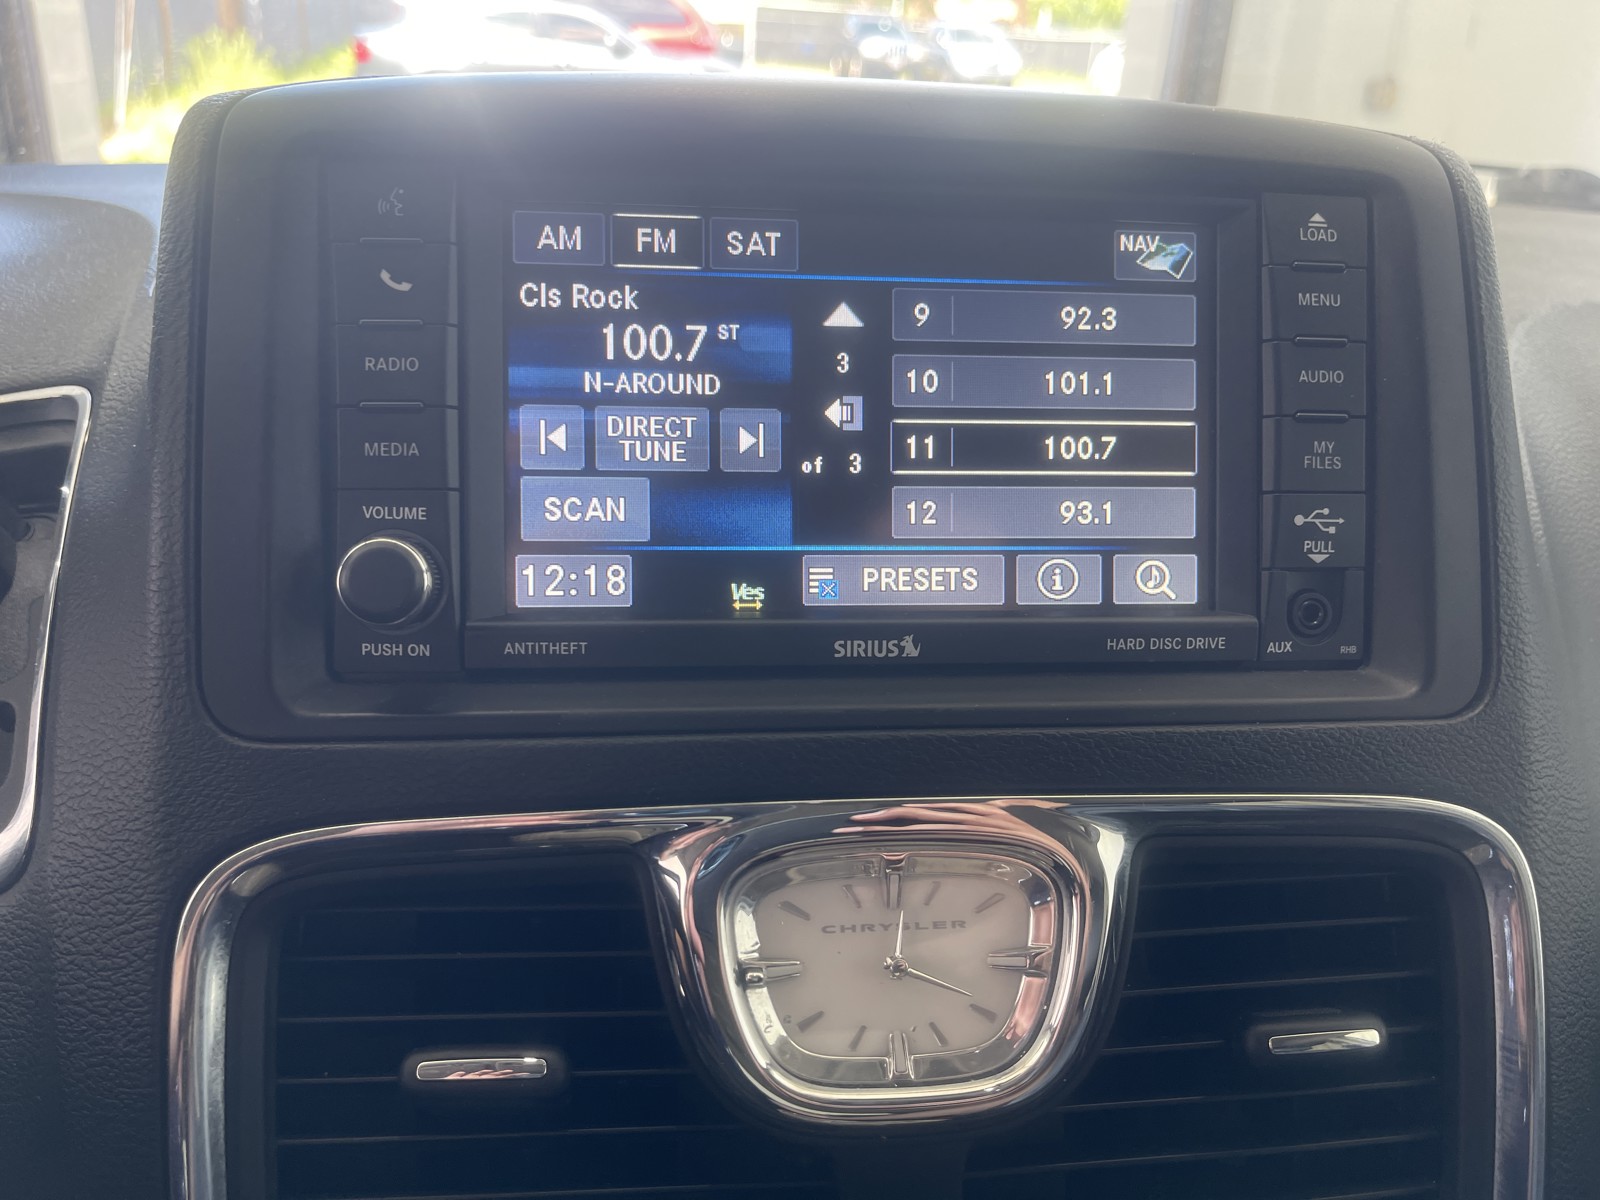 AM FM SAT
NAV
Cls Rock
100.7 ST
N-AROUND
DIRECT
TUNE
SCAN
12:18
3
of 3
9 92.3
10 101.1
11 100.7
12 93.1
Ves
PRESETS
i
RADIO
MEDIA
VOLUME
PUSH ON
LOAD
MENU
AUDIO
MY
FILES
PULL
AUX
RHB
ANTITHEFT
SIRIUS
HARD DISC DRIVE
CHRYSLER